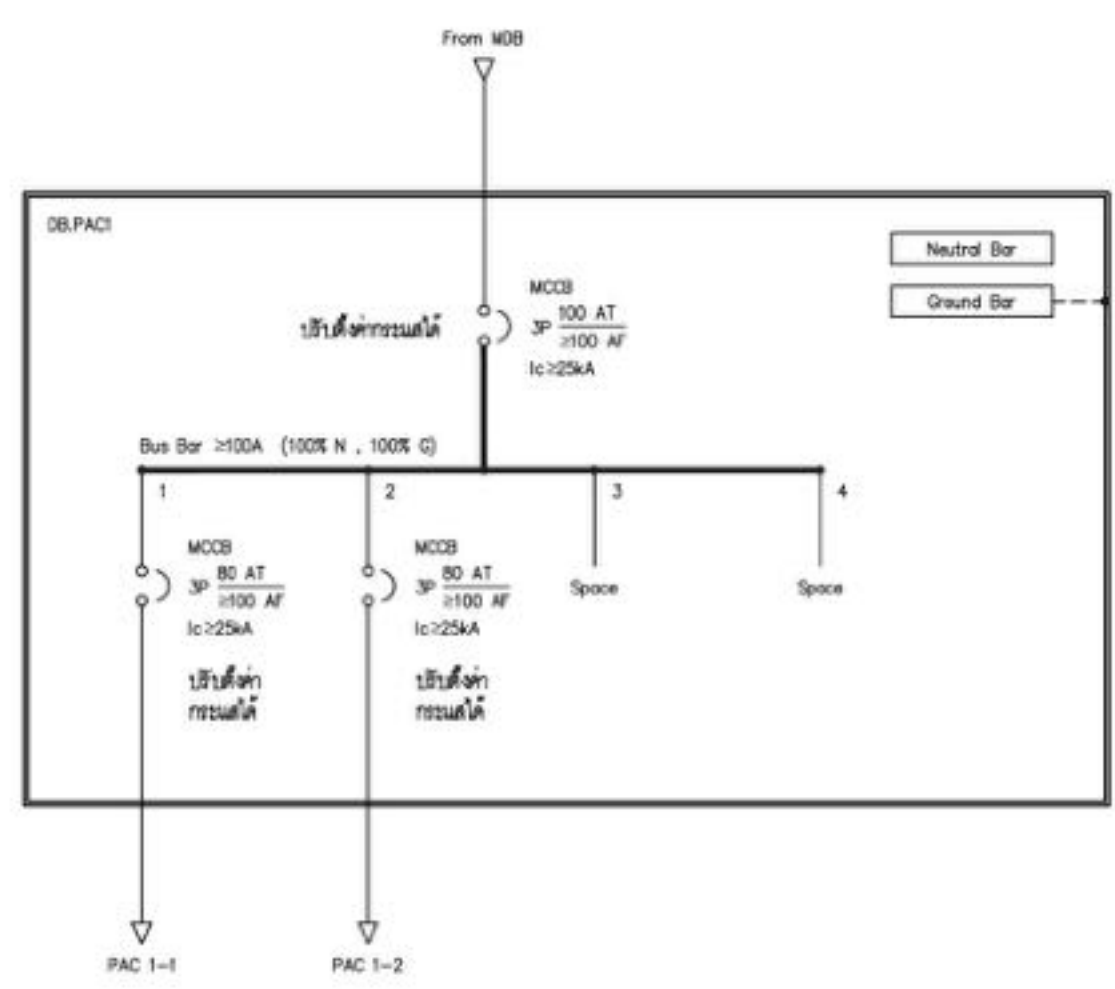 From MDB
DB.PAC1
Neutral Bar
Ground Bar
MCCB
3P 100 AT
≥100 AF
Ic≥25kA
ปรับตั้งค่ากระแสได้
Bus Bar ≥100A (100% N , 100% G)
1
2
3
4
MCCB
3P 80 AT
≥100 AF
Ic≥25kA
ปรับตั้งค่า
กระแสได้
MCCB
3P 80 AT
≥100 AF
Ic≥25kA
ปรับตั้งค่า
กระแสได้
Space
Space
PAC 1-1
PAC 1-2